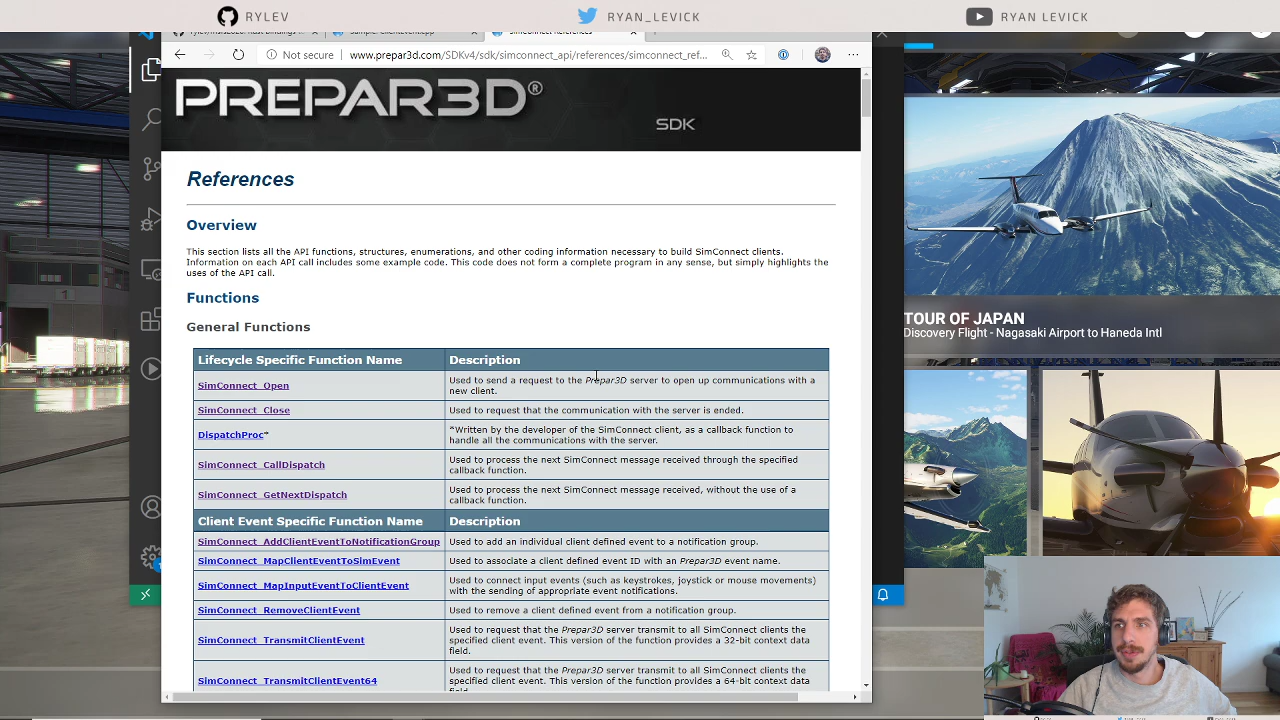 RYLEV
RYAN_LEVICK
RYAN LEVICK
Not secure
www.prepar3d.com/SDKv4/sdk/simconnect_api/references/simconnect_ref...
PREPAR3D®
SDK
References
Overview
This section lists all the API functions, structures, enumerations, and other coding information necessary to build SimConnect clients.
Information on each API call includes some example code. This code does not form a complete program in any sense, but simply highlights the
uses of the API call.
Functions
General Functions
Lifecycle Specific Function Name Description
SimConnect_Open Used to send a request to the Prepar3D server to open up communications with a
new client.
SimConnect_Close Used to request that the communication with the server is ended.
DispatchProc* *Written by the developer of the SimConnect client, as a callback function to
handle all the communications with the server.
SimConnect_CallDispatch Used to process the next SimConnect message received through the specified
callback function.
SimConnect_GetNextDispatch Used to process the next SimConnect message received, without the use of a
callback function.
Client Event Specific Function Name Description
SimConnect_AddClientEventToNotificationGroup Used to add an individual client defined event to a notification group.
SimConnect_MapClientEventToSimEvent Used to associate a client defined event ID with an Prepar3D event name.
SimConnect_MapInputEventToClientEvent Used to connect input events (such as keystrokes, joystick or mouse movements)
with the sending of appropriate event notifications.
SimConnect_RemoveClientEvent Used to remove a client defined event from a notification group.
SimConnect_TransmitClientEvent Used to request that the Prepar3D server transmit to all SimConnect clients the
specified client event. This version of the function provides a 32-bit context data
field.
SimConnect_TransmitClientEvent64 Used to request that the Prepar3D server transmit to all SimConnect clients the
specified client event. This version of the function provides a 64-bit context data
TOUR OF JAPAN
Discovery Flight - Nagasaki Airport to Haneda Intl